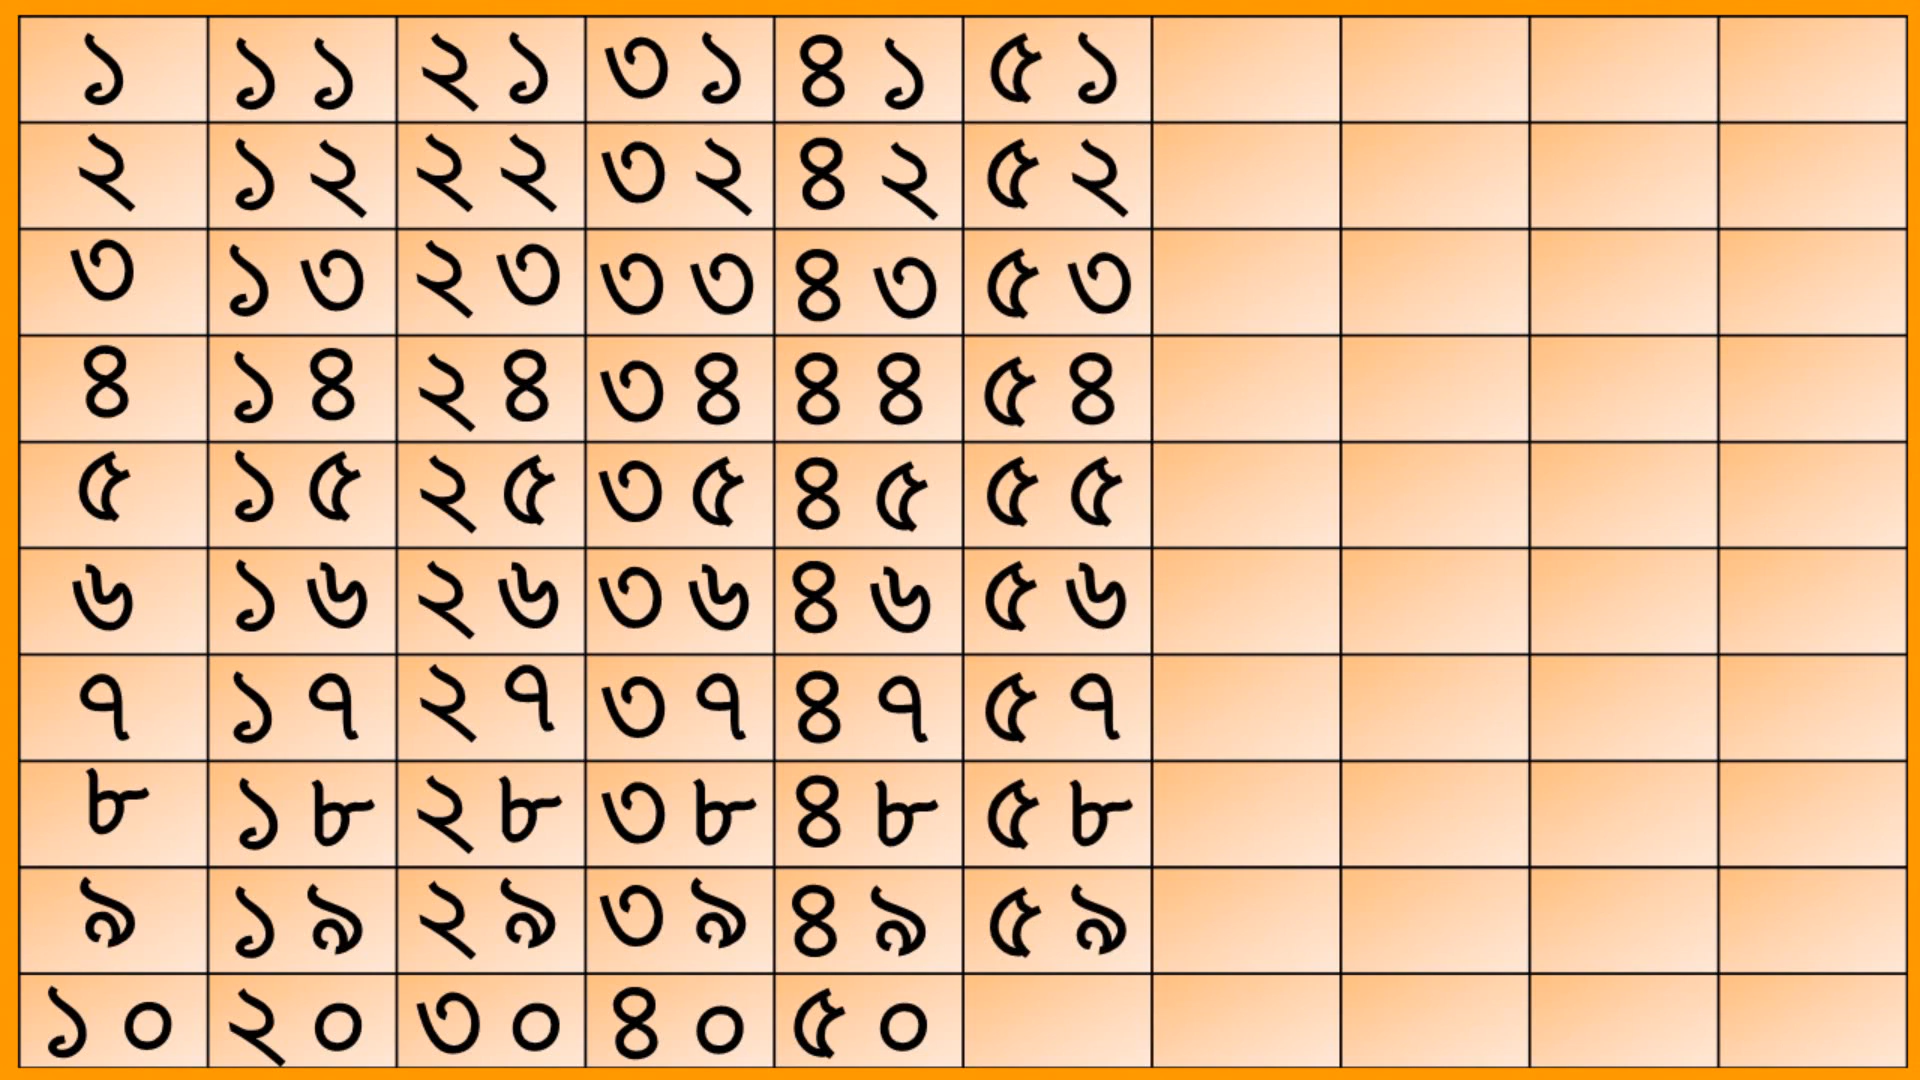 ১ ১১ ২১ ৩১ ৪১ ৫১
২ ১২ ২২ ৩২ ৪২ ৫২
৩ ১৩ ২৩ ৩৩ ৪৩ ৫৩
৪ ১৪ ২৪ ৩৪ ৪৪ ৫৪
৫ ১৫ ২৫ ৩৫ ৪৫ ৫৫
৬ ১৬ ২৬ ৩৬ ৪৬ ৫৬
৭ ১৭ ২৭ ৩৭ ৪৭ ৫৭
৮ ১৮ ২৮ ৩৮ ৪৮ ৫৮
৯ ১৯ ২৯ ৩৯ ৪৯ ৫৯
১০ ২০ ৩০ ৪০ ৫০